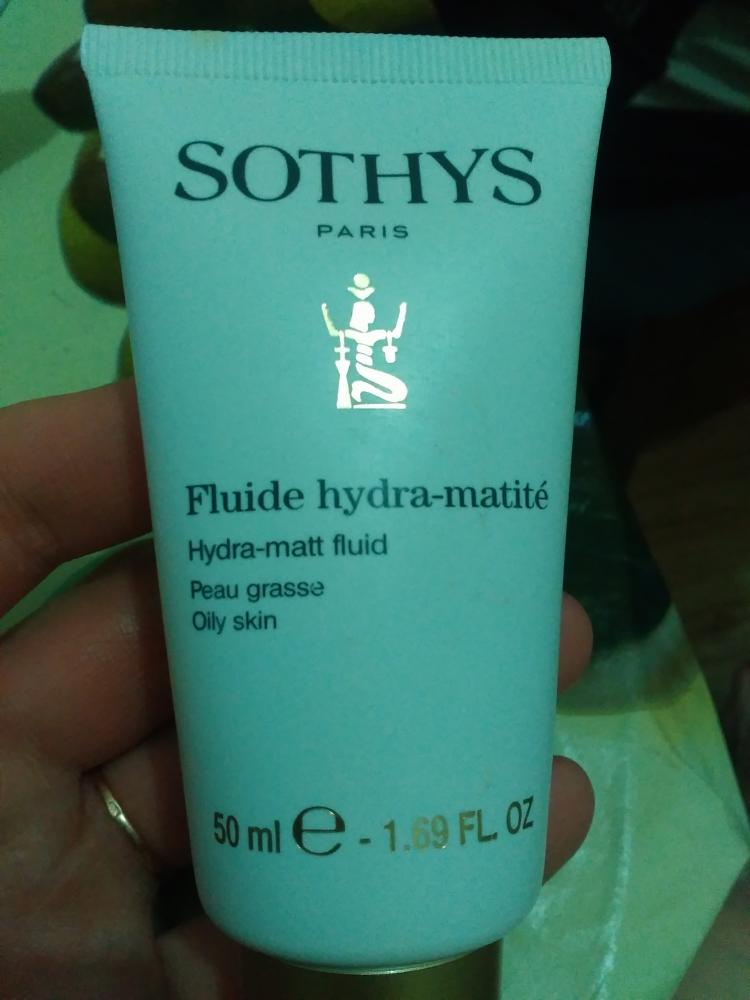 SOTHYS
PARIS
Fluide hydra-matité
Hydra-matt fluid
Peau grasse
Oily skin
50 ml e - 1.69 FL. OZ